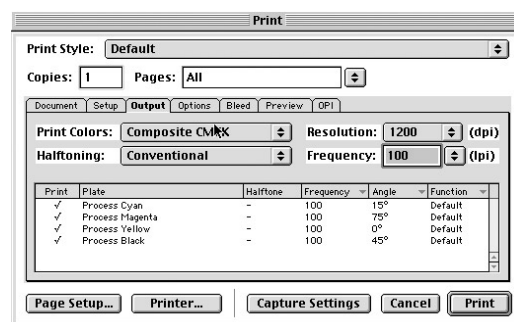 Print
Print Style: Default
Copies: 1 Pages: All
Document Setup Output Options Bleed Preview OPI
Print Colors: Composite CMYK Resolution: 1200 (dpi)
Halftoning: Conventional Frequency: 100 (lpi)
Print Plate Halftone Frequency Angle Function
√ Process Cyan - 100 15° Default
√ Process Magenta - 100 75° Default
√ Process Yellow - 100 0° Default
√ Process Black - 100 45° Default
Page Setup... Printer... Capture Settings Cancel Print